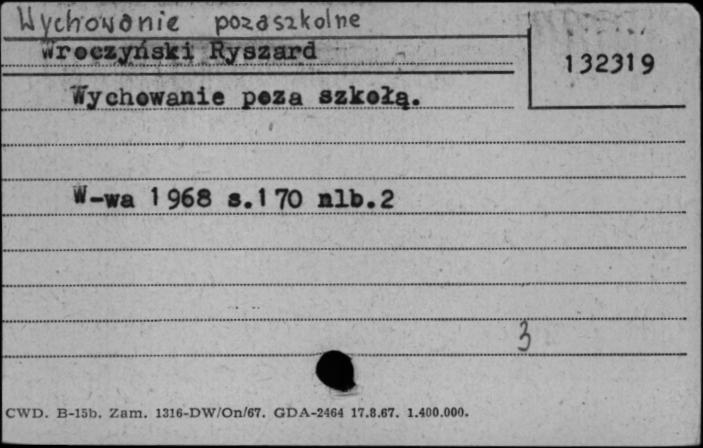 Wychowanie pozaszkolne
Wroczyński Ryszard
132319
Wychowanie poza szkołą.
W-wa 1968 s.170 nlb.2
3
CWD. B-15b. Zam. 1316-DW/On/67. GDA-2464 17.8.67. 1.400.000.